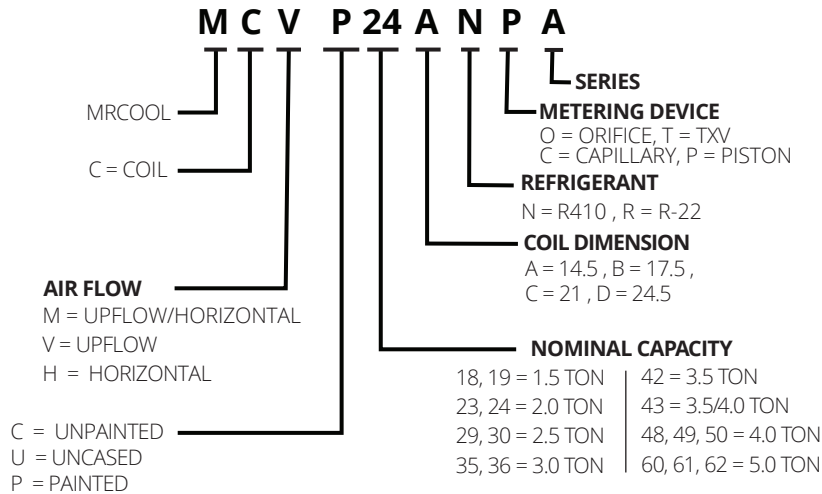 M C V P 24 A N P A
SERIES
MRCOOL
METERING DEVICE
O = ORIFICE, T = TXV
C = CAPILLARY, P = PISTON
C = COIL
REFRIGERANT
N = R410 , R = R-22
COIL DIMENSION
A = 14.5 , B = 17.5 ,
C = 21 , D = 24.5
AIR FLOW
M = UPFLOW/HORIZONTAL
V = UPFLOW
H = HORIZONTAL
NOMINAL CAPACITY
18, 19 = 1.5 TON
23, 24 = 2.0 TON
29, 30 = 2.5 TON
35, 36 = 3.0 TON
42 = 3.5 TON
43 = 3.5/4.0 TON
48, 49, 50 = 4.0 TON
60, 61, 62 = 5.0 TON
C = UNPAINTED
U = UNCASED
P = PAINTED